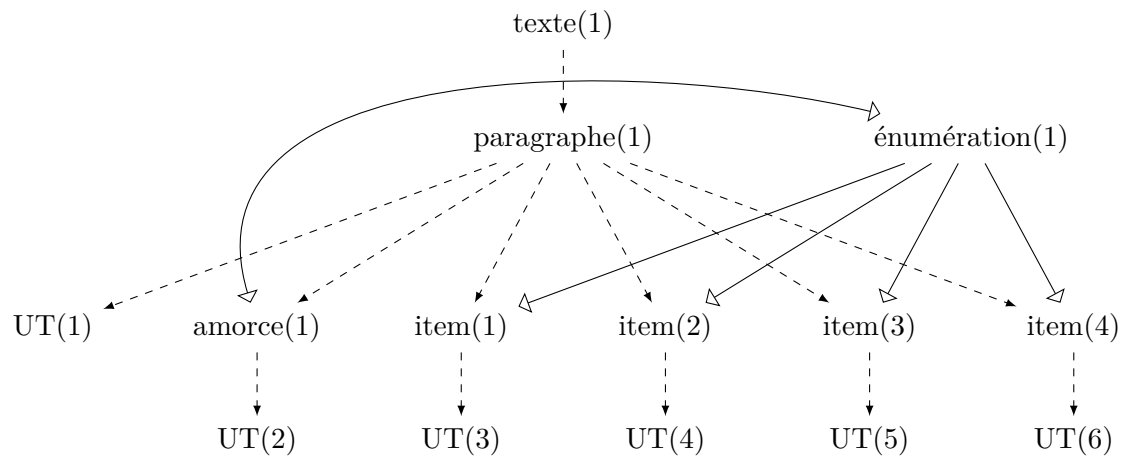 texte(1)
paragraphe(1) énumération(1)
UT(1) amorce(1) item(1) item(2) item(3) item(4)
UT(2) UT(3) UT(4) UT(5) UT(6)